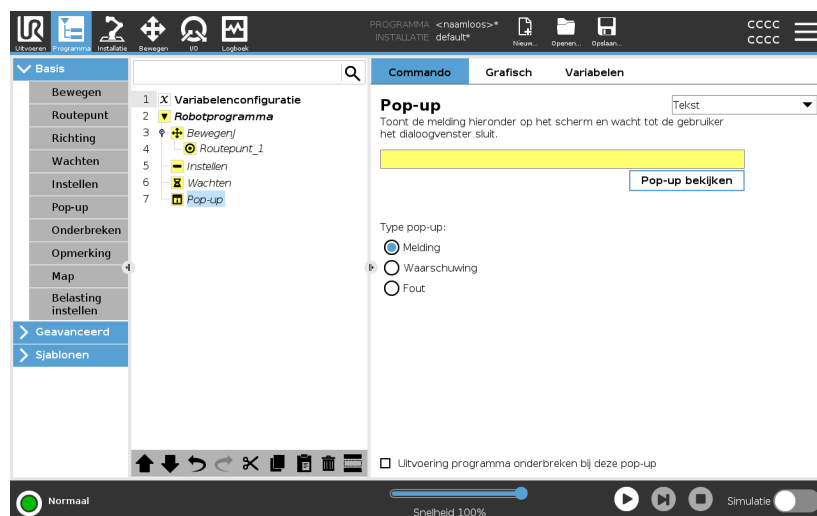 PROGRAMMA <naamloos>*
INSTALLATIE default*
CCCC
CCCC
Uitvoeren Programma Installatie Bewegen I/O Logboek
Nieuw... Openen... Opslaan...
Basis
Bewegen
Routepunt
Richting
Wachten
Instellen
Pop-up
Onderbreken
Opmerking
Map
Belasting
instellen
Geavanceerd
Sjablonen
1 X Variabelenconfiguratie
2 Robotprogramma
3 BewegenJ
4 Routepunt_1
5 Instellen
6 Wachten
7 Pop-up
Commando Grafisch Variabelen
Pop-up
Tekst
Toont de melding hieronder op het scherm en wacht tot de gebruiker
het dialoogvenster sluit.
Pop-up bekijken
Type pop-up:
Melding
Waarschuwing
Fout
Uitvoering programma onderbreken bij deze pop-up
Normaal
Snelheid 100%
Simulatie